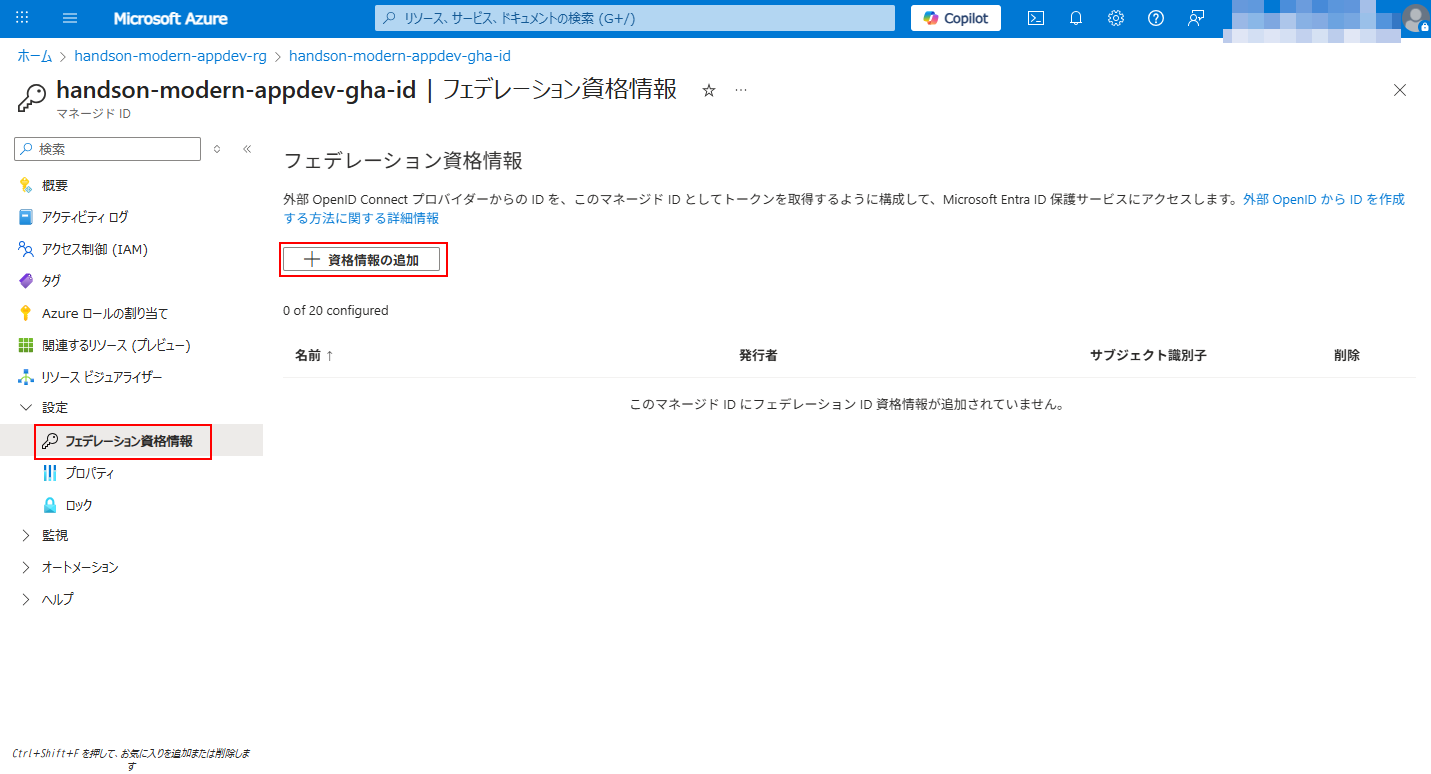 Microsoft Azure
リソース、サービス、ドキュメントの検索 (G+/)
Copilot
ホーム > handson-modern-appdev-rg > handson-modern-appdev-gha-id
handson-modern-appdev-gha-id | フェデレーション資格情報
マネージド ID
検索
概要
アクティビティ ログ
アクセス制御 (IAM)
タグ
Azure ロールの割り当て
関連するリソース (プレビュー)
リソース ビジュアライザー
設定
フェデレーション資格情報
プロパティ
ロック
監視
オートメーション
ヘルプ
Ctrl+Shift+F を押して、お気に入りを追加または削除しま
す
フェデレーション資格情報
外部 OpenID Connect プロバイダーからの ID を、このマネージド ID としてトークンを取得するように構成して、Microsoft Entra ID 保護サービスにアクセスします。外部 OpenID から ID を作成
する方法に関する詳細情報
資格情報の追加
0 of 20 configured
名前 ↑ 発行者 サブジェクト識別子 削除
このマネージド ID にフェデレーション ID 資格情報が追加されていません。